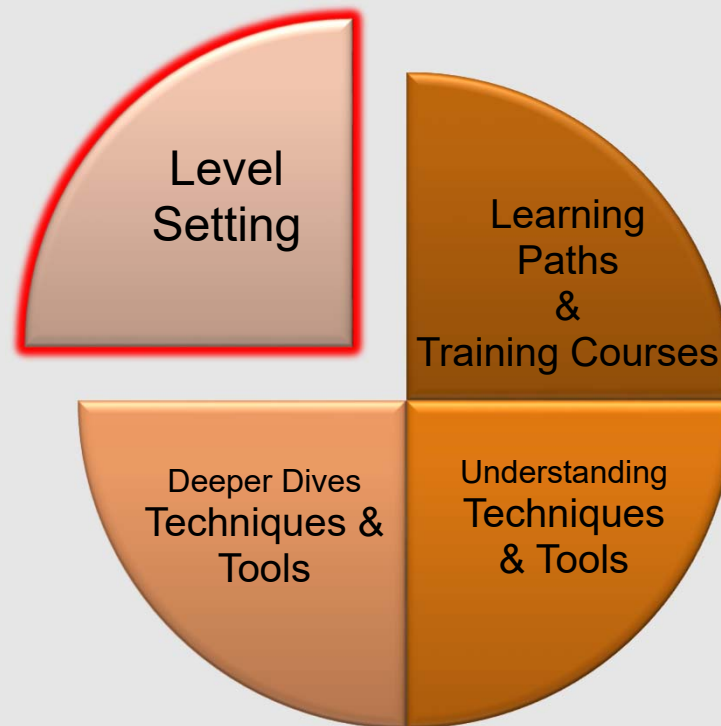 Level
Setting
Learning
Paths
&
Training Courses
Deeper Dives
Techniques &
Tools
Understanding
Techniques
& Tools